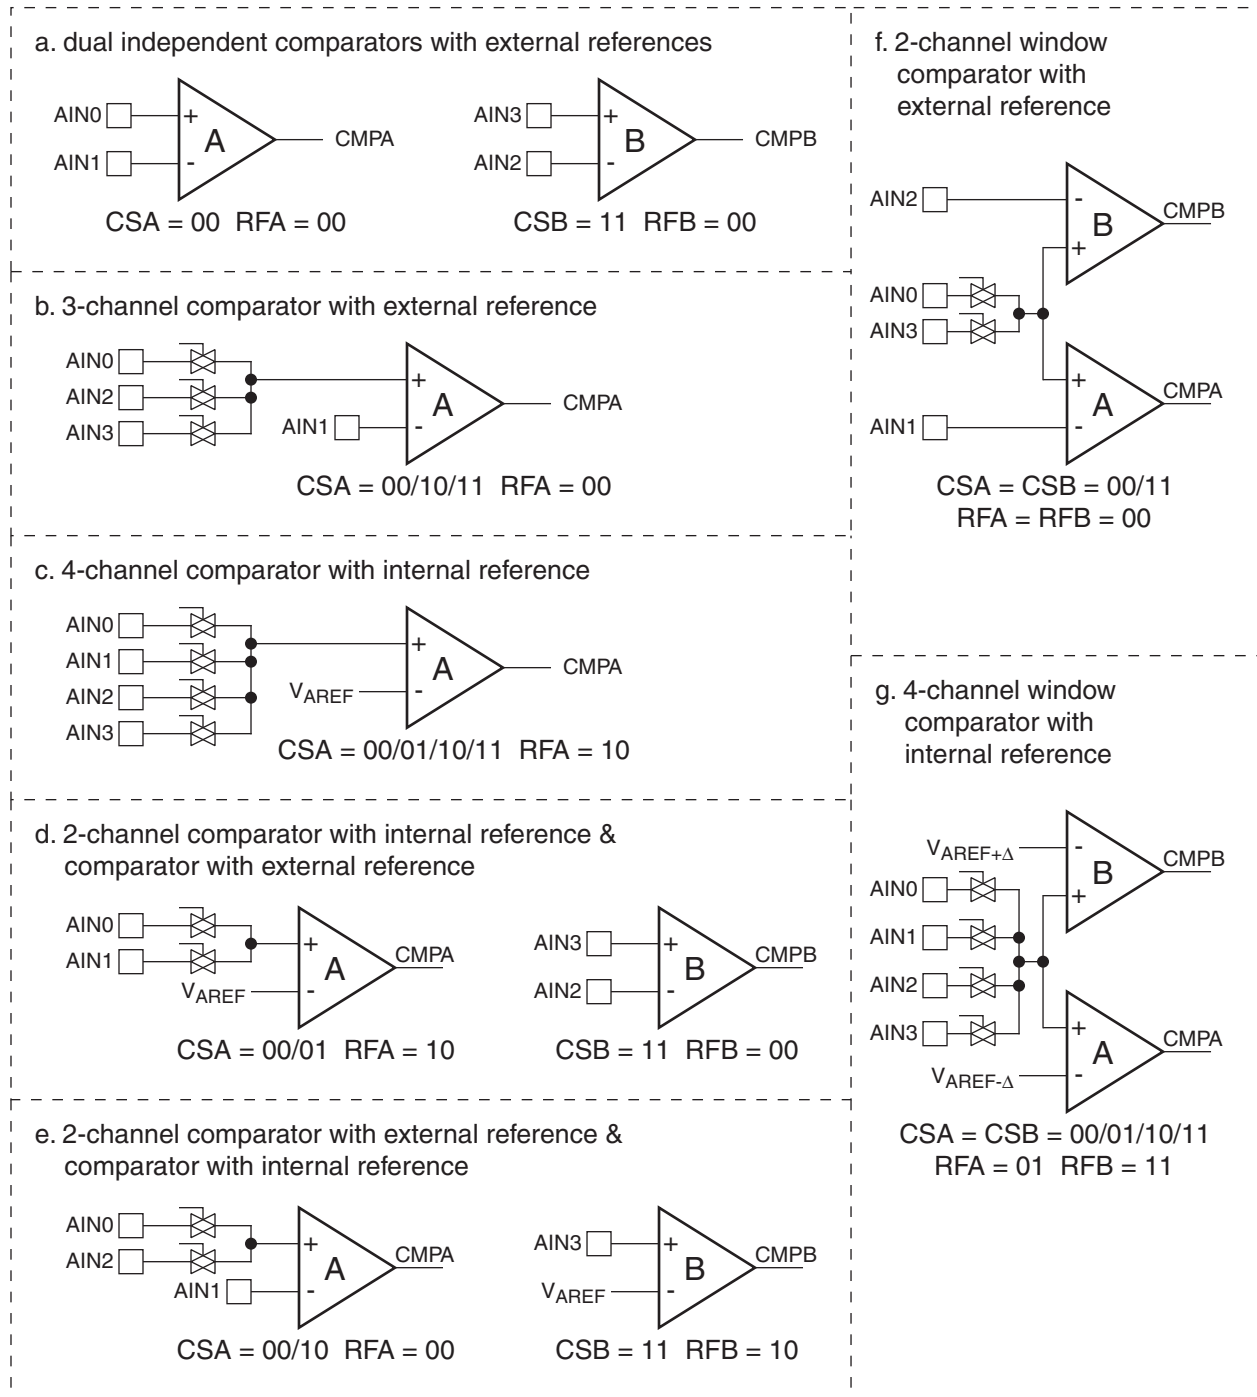 a. dual independent comparators with external references
AIN0
+
A
CMPA
AIN1
-
CSA = 00 RFA = 00
AIN3
+
B
CMPB
AIN2
-
CSB = 11 RFB = 00
b. 3-channel comparator with external reference
AIN0
AIN2
AIN3
+
A
CMPA
AIN1
-
CSA = 00/10/11 RFA = 00
c. 4-channel comparator with internal reference
AIN0
AIN1
AIN2
AIN3
+
A
CMPA
VAREF
-
CSA = 00/01/10/11 RFA = 10
d. 2-channel comparator with internal reference &
comparator with external reference
AIN0
AIN1
+
A
CMPA
VAREF
-
CSA = 00/01 RFA = 10
AIN3
+
B
CMPB
AIN2
-
CSB = 11 RFB = 00
e. 2-channel comparator with external reference &
comparator with internal reference
AIN0
AIN2
+
A
CMPA
AIN1
-
CSA = 00/10 RFA = 00
AIN3
+
B
CMPB
VAREF
-
CSB = 11 RFB = 10
f. 2-channel window
comparator with
external reference
AIN2
-
B
CMPB
+
AIN0
AIN3
+
A
CMPA
AIN1
-
CSA = CSB = 00/11
RFA = RFB = 00
g. 4-channel window
comparator with
internal reference
VAREF+Δ
-
B
CMPB
AIN0
+
AIN1
AIN2
AIN3
+
A
CMPA
VAREF-Δ
-
CSA = CSB = 00/01/10/11
RFA = 01 RFB = 11